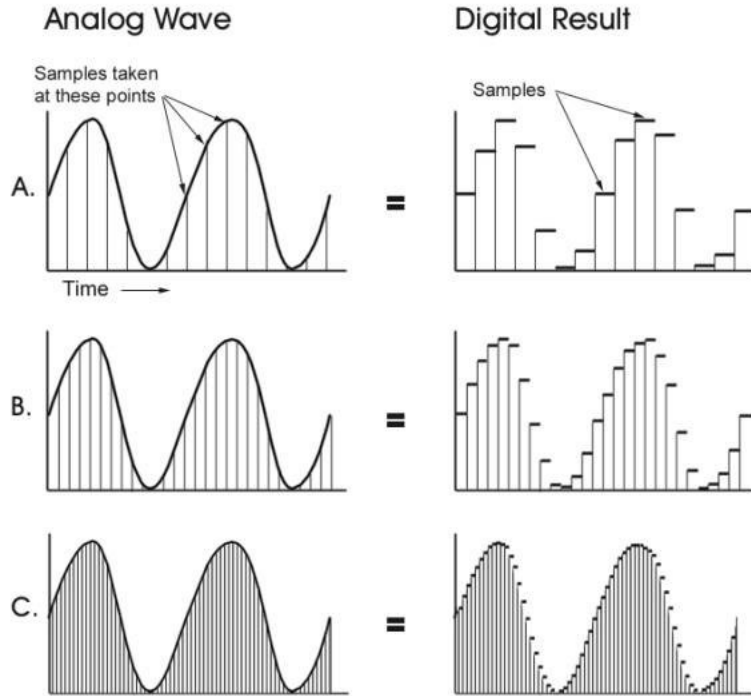 Analog Wave
Digital Result
Samples taken
at these points
Samples
A.
=
Time
B.
=
C.
=